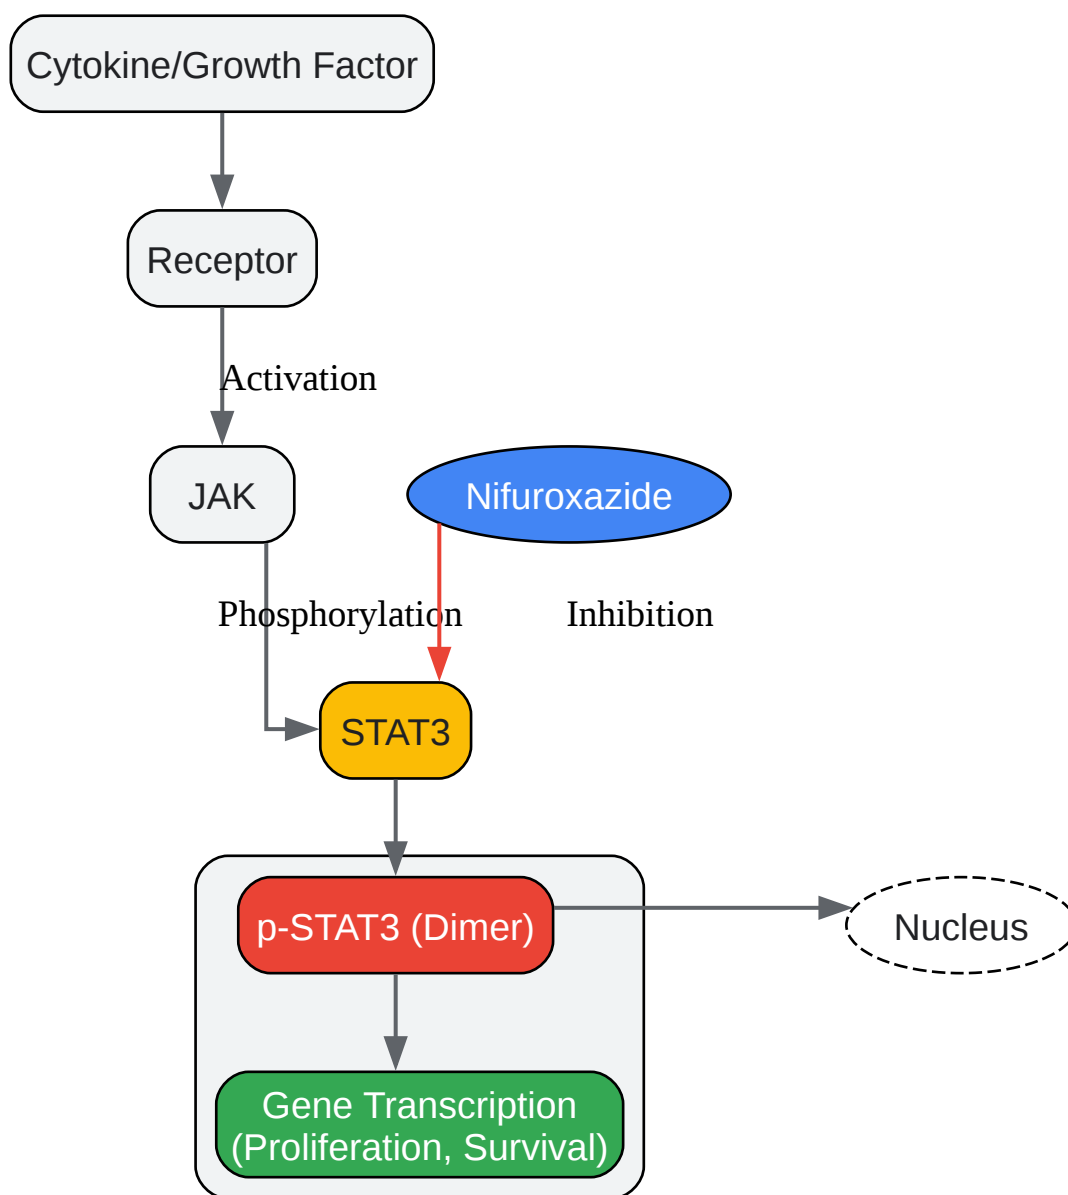 Cytokine/Growth Factor
Receptor
Activation
JAK
Nifuroxazide
Phosphorylation
Inhibition
STAT3
p-STAT3 (Dimer)
Nucleus
Gene Transcription
(Proliferation, Survival)